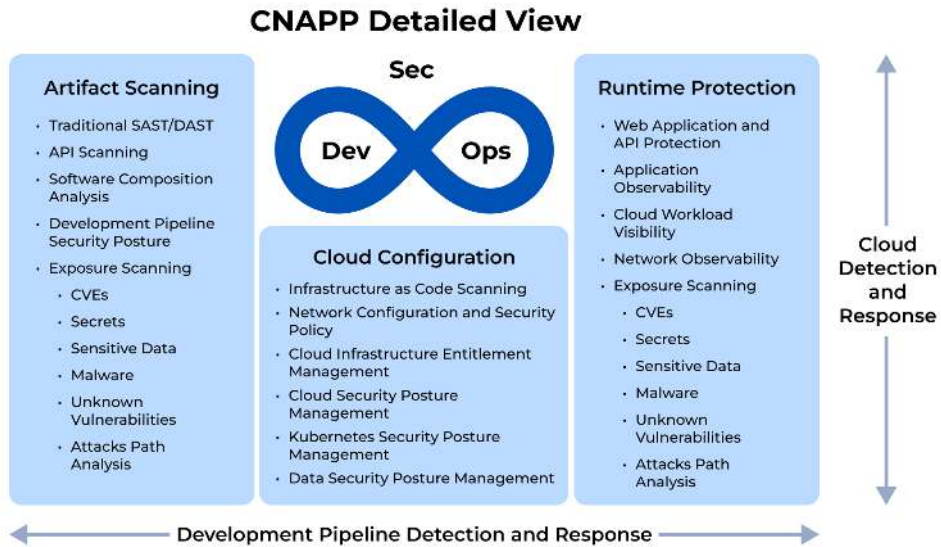 CNAPP Detailed View
Artifact Scanning
• Traditional SAST/DAST
• API Scanning
• Software Composition
Analysis
• Development Pipeline
Security Posture
• Exposure Scanning
• CVEs
• Secrets
• Sensitive Data
• Malware
• Unknown
Vulnerabilities
• Attacks Path
Analysis
Sec
Dev
Ops
Cloud Configuration
• Infrastructure as Code Scanning
• Network Configuration and Security
Policy
• Cloud Infrastructure Entitlement
Management
• Cloud Security Posture
Management
• Kubernetes Security Posture
Management
• Data Security Posture Management
Runtime Protection
• Web Application and
API Protection
• Application
Observability
• Cloud Workload
Visibility
• Network Observability
• Exposure Scanning
• CVEs
• Secrets
• Sensitive Data
• Malware
• Unknown
Vulnerabilities
• Attacks Path
Analysis
Cloud
Detection
and
Response
Development Pipeline Detection and Response